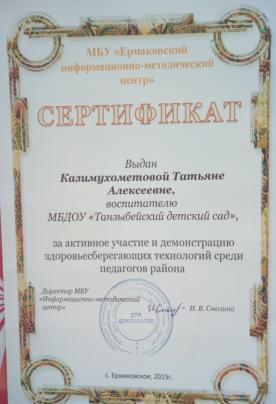 МБУ «Ермаковский
информационно-методический
центр»
СЕРТИФИКАТ
Выдан
Казимухометовой Татьяне
Алексеевне,
воспитателю
МБДОУ «Танзыбейский детский сад»,
за активное участие и демонстрацию
здоровьесберегающих технологий среди
педагогов района
Директор МБУ
«Информационно-методический
центр»
И. В. Смолина
ДЛЯ
ДОКУМЕНТОВ
с. Ермаковское, 2015г.